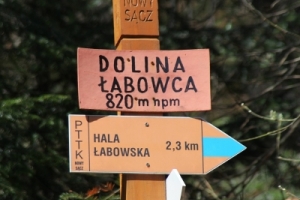 NOWY
SĄCZ
DOLINA
ŁABOWCA
820 m npm
PTTK
HALA
ŁABOWSKA
2,3 km